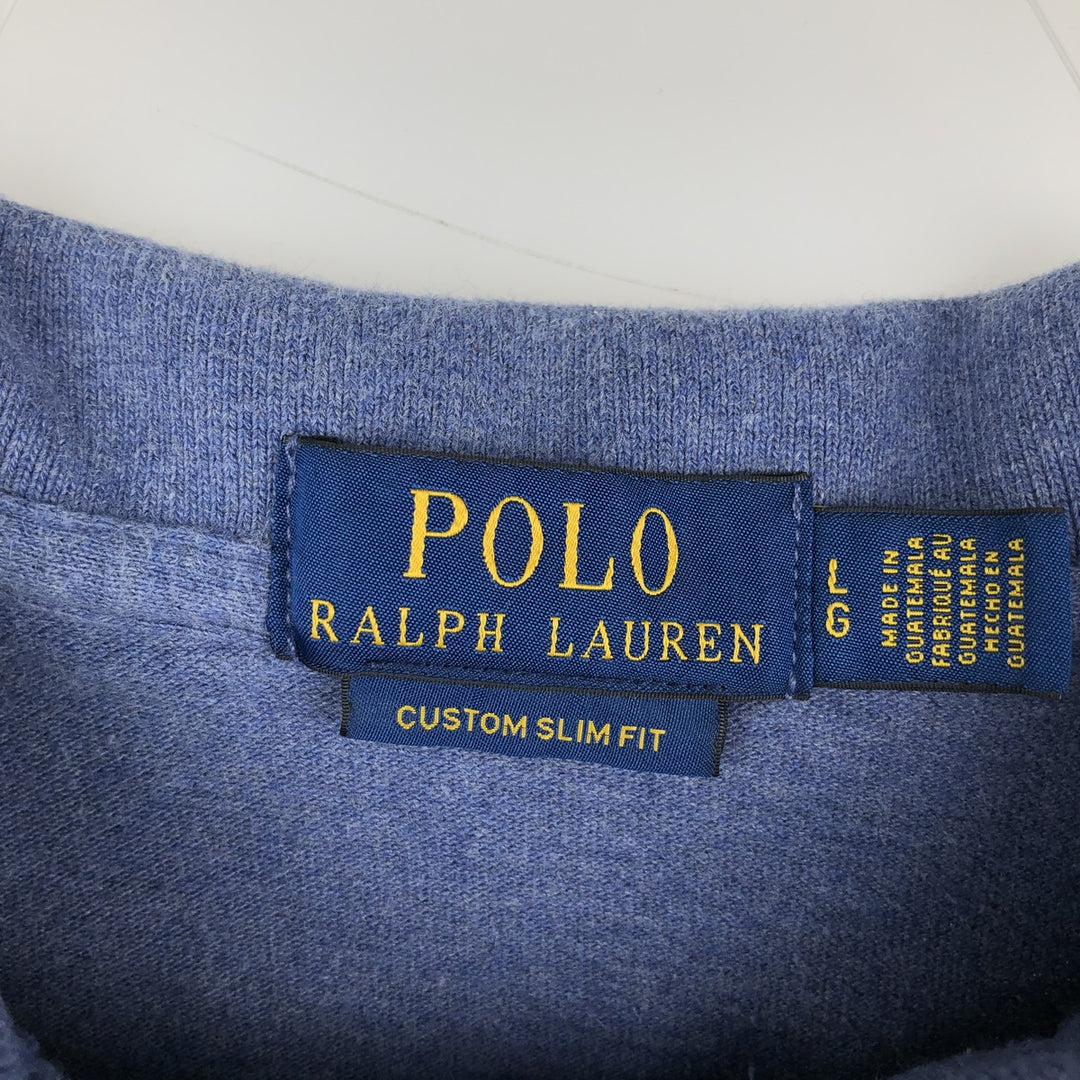 POLO
RALPH LAUREN
CUSTOM SLIM FIT
L
G
MADE IN
GUATEMALA
FABRIQUÉ AU
GUATEMALA
HECHO EN
GUATEMALA